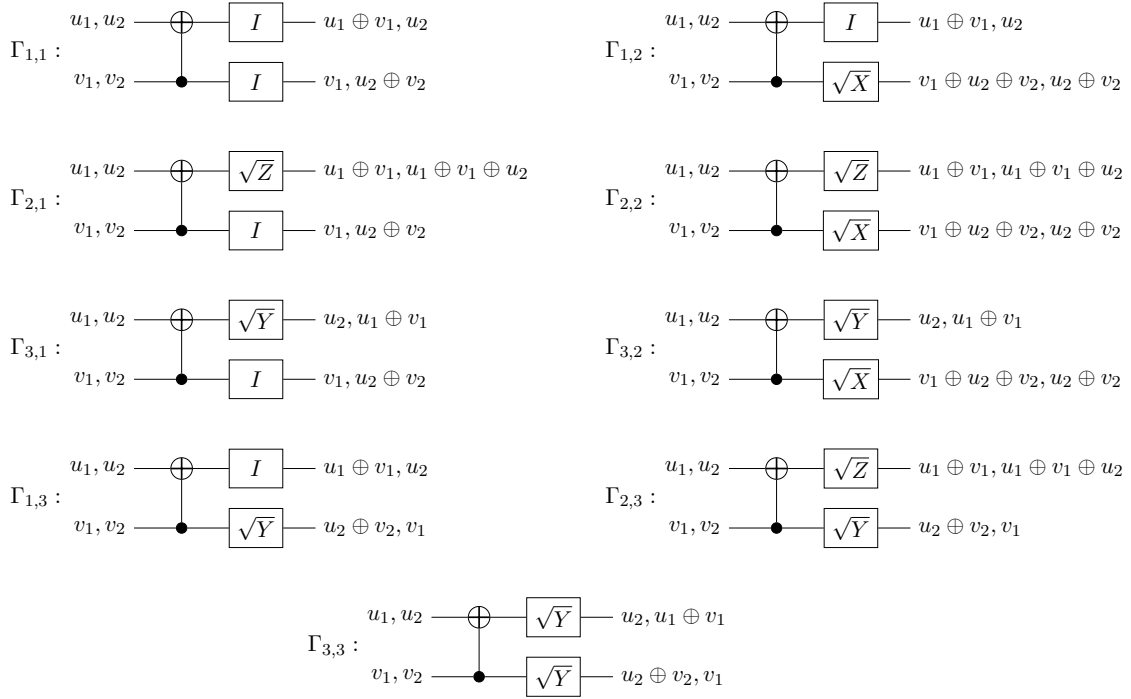 u₁, u₂ I u₁ ⊕ v₁, u₂
Γ₁,₁ :
v₁, v₂ I v₁, u₂ ⊕ v₂
u₁, u₂ I u₁ ⊕ v₁, u₂
Γ₁,₂ :
v₁, v₂ √X v₁ ⊕ u₂ ⊕ v₂, u₂ ⊕ v₂
u₁, u₂ √Z u₁ ⊕ v₁, u₁ ⊕ v₁ ⊕ u₂
Γ₂,₁ :
v₁, v₂ I v₁, u₂ ⊕ v₂
u₁, u₂ √Z u₁ ⊕ v₁, u₁ ⊕ v₁ ⊕ u₂
Γ₂,₂ :
v₁, v₂ √X v₁ ⊕ u₂ ⊕ v₂, u₂ ⊕ v₂
u₁, u₂ √Y u₂, u₁ ⊕ v₁
Γ₃,₁ :
v₁, v₂ I v₁, u₂ ⊕ v₂
u₁, u₂ √Y u₂, u₁ ⊕ v₁
Γ₃,₂ :
v₁, v₂ √X v₁ ⊕ u₂ ⊕ v₂, u₂ ⊕ v₂
u₁, u₂ I u₁ ⊕ v₁, u₂
Γ₁,₃ :
v₁, v₂ √Y u₂ ⊕ v₂, v₁
u₁, u₂ √Z u₁ ⊕ v₁, u₁ ⊕ v₁ ⊕ u₂
Γ₂,₃ :
v₁, v₂ √Y u₂ ⊕ v₂, v₁
u₁, u₂ √Y u₂, u₁ ⊕ v₁
Γ₃,₃ :
v₁, v₂ √Y u₂ ⊕ v₂, v₁